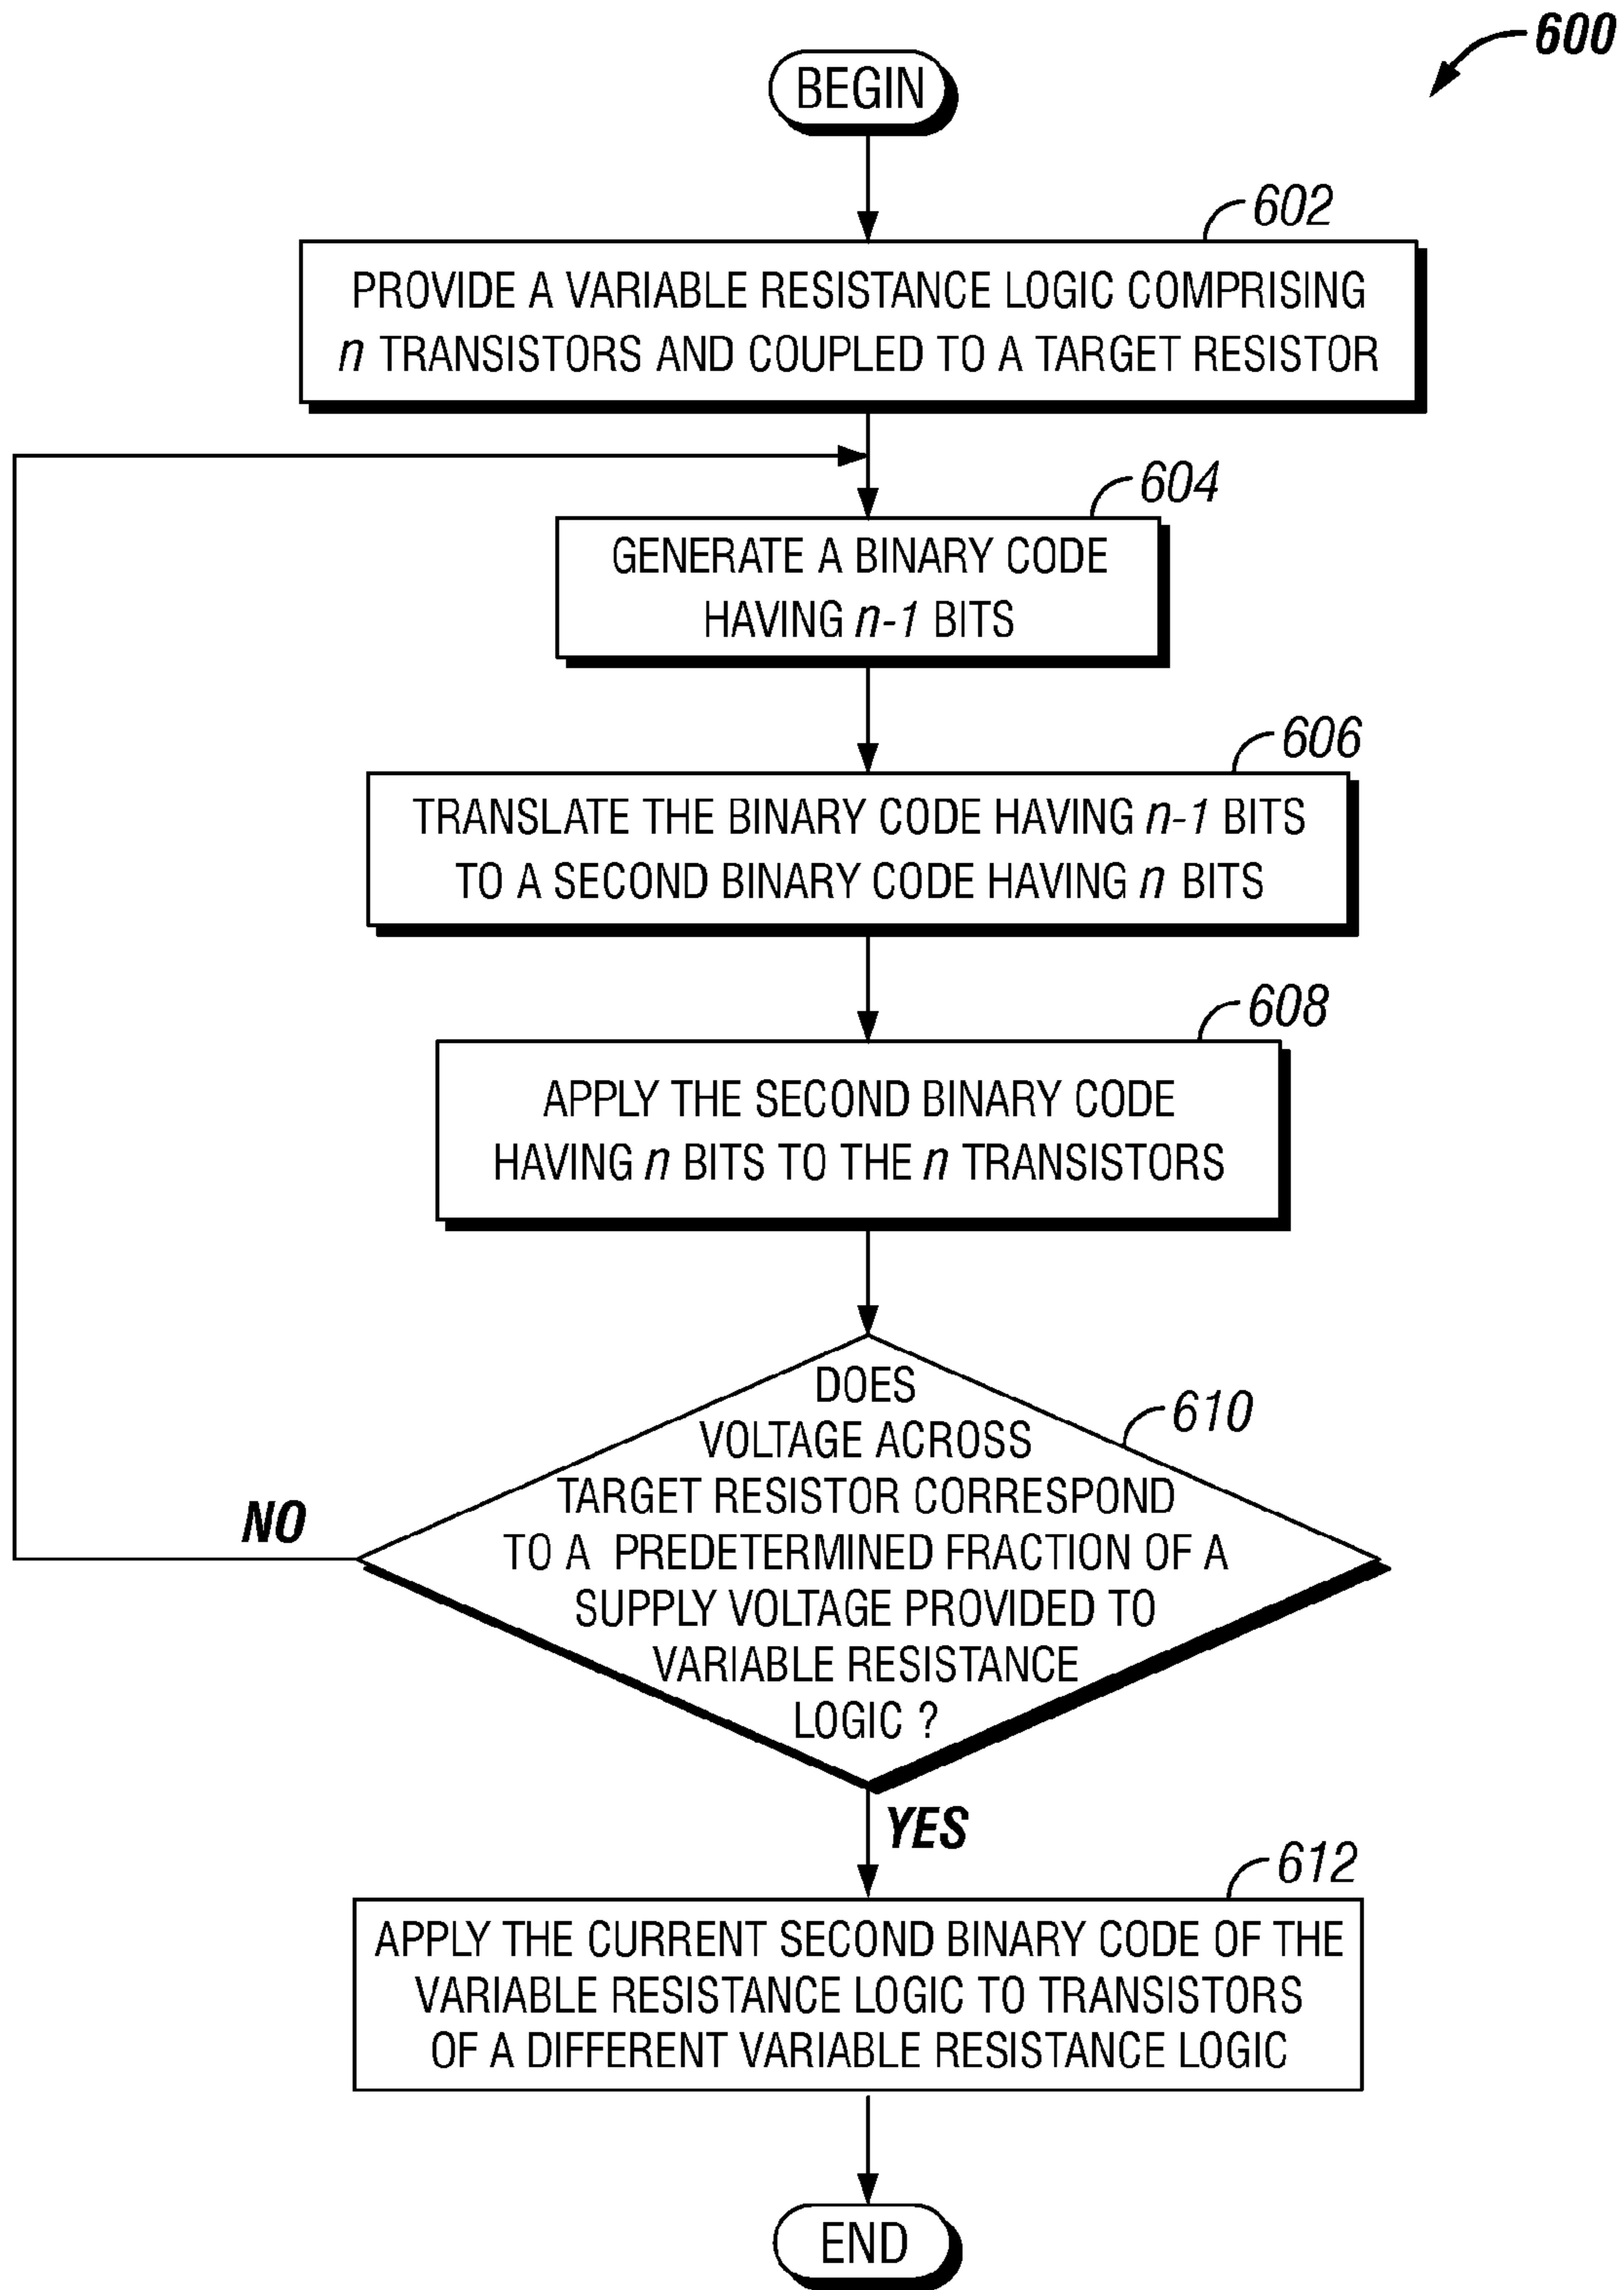 600
BEGIN
602
PROVIDE A VARIABLE RESISTANCE LOGIC COMPRISING
n TRANSISTORS AND COUPLED TO A TARGET RESISTOR
604
GENERATE A BINARY CODE
HAVING n-1 BITS
606
TRANSLATE THE BINARY CODE HAVING n-1 BITS
TO A SECOND BINARY CODE HAVING n BITS
608
APPLY THE SECOND BINARY CODE
HAVING n BITS TO THE n TRANSISTORS
610
DOES
VOLTAGE ACROSS
TARGET RESISTOR CORRESPOND
TO A PREDETERMINED FRACTION OF A
SUPPLY VOLTAGE PROVIDED TO
VARIABLE RESISTANCE
LOGIC ?
NO
YES
612
APPLY THE CURRENT SECOND BINARY CODE OF THE
VARIABLE RESISTANCE LOGIC TO TRANSISTORS
OF A DIFFERENT VARIABLE RESISTANCE LOGIC
END